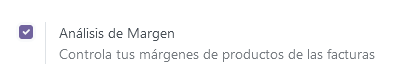 Análisis de Margen
Controla tus márgenes de productos de las facturas